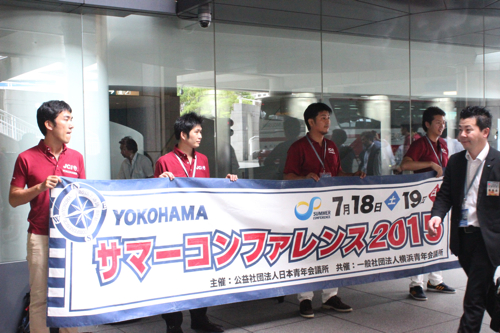 JCI
YOKOHAMA
SUMMER
CONFERENCE
7月18日土19
サマーコンファレンス2015
主催：公益社団法人日本青年会議所 共催：一般社団法人横浜青年会議所